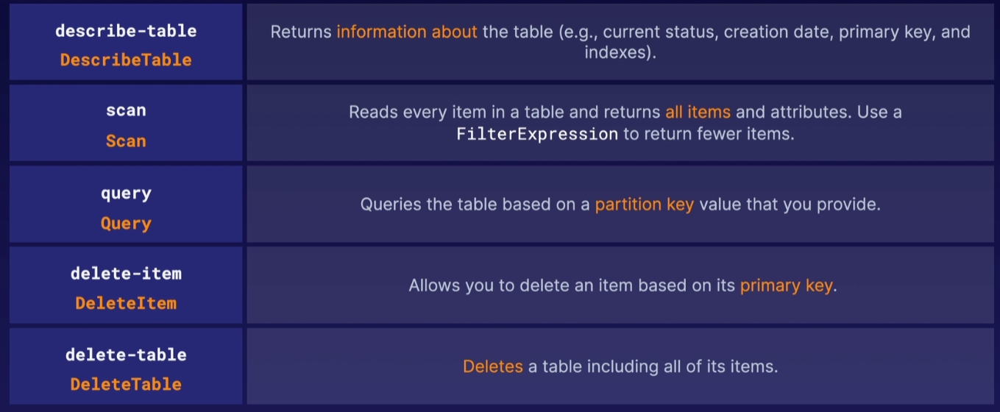 describe-table
DescribeTable
Returns information about the table (e.g., current status, creation date, primary key, and
indexes).
scan
Scan
Reads every item in a table and returns all items and attributes. Use a
FilterExpression to return fewer items.
query
Query
Queries the table based on a partition key value that you provide.
delete-item
DeleteItem
Allows you to delete an item based on its primary key.
delete-table
DeleteTable
Deletes a table including all of its items.